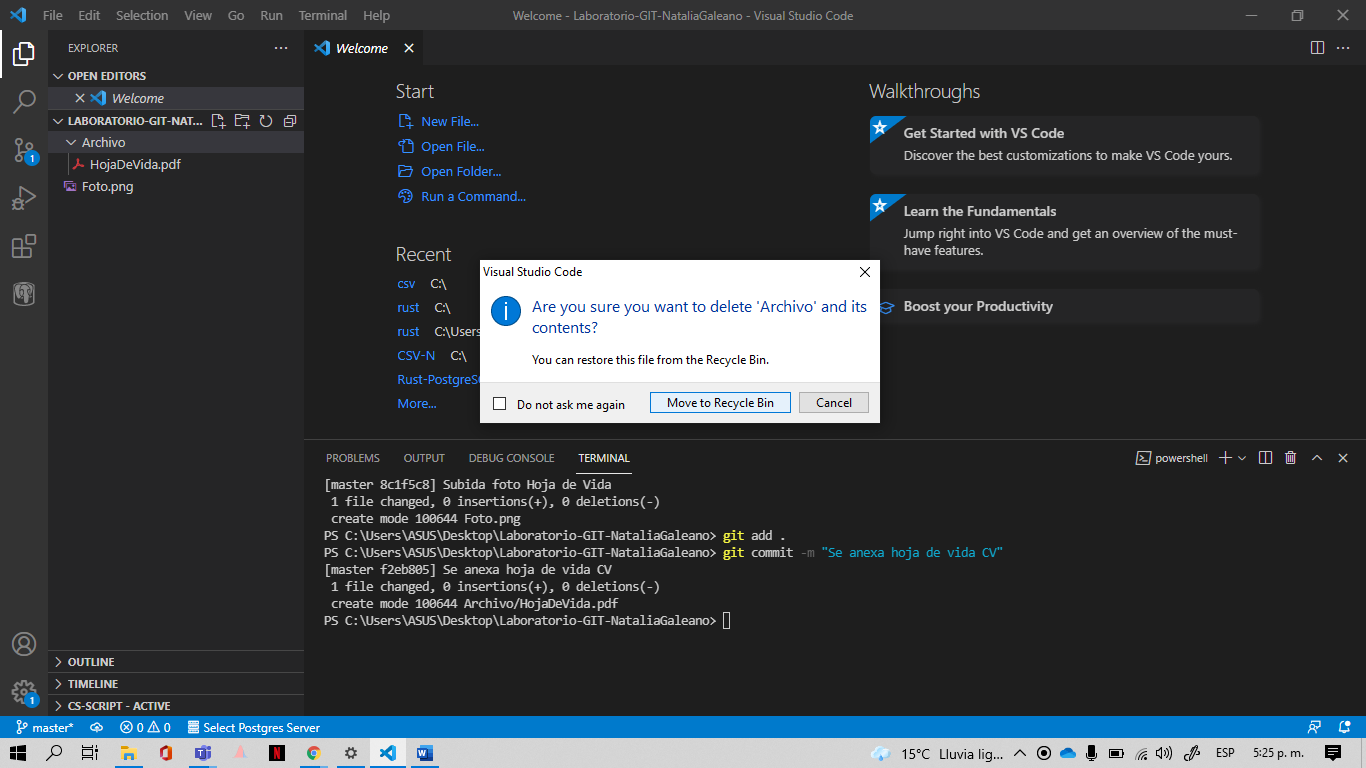 File Edit Selection View Go Run Terminal Help
Welcome - Laboratorio-GIT-NataliaGaleano - Visual Studio Code
EXPLORER
OPEN EDITORS
Welcome
LABORATORIO-GIT-NAT...
Archivo
HojaDeVida.pdf
Foto.png
1
Welcome
Start
New File...
Open File...
Open Folder...
Run a Command...
Recent
csv C:\
rust C:\
rust C:\Users
CSV-N C:\
Rust-PostgreS
More...
Walkthroughs
Get Started with VS Code
Discover the best customizations to make VS Code yours.
Learn the Fundamentals
Jump right into VS Code and get an overview of the must-
have features.
Boost your Productivity
Visual Studio Code
Are you sure you want to delete 'Archivo' and its
contents?
You can restore this file from the Recycle Bin.
Do not ask me again
Move to Recycle Bin
Cancel
PROBLEMS OUTPUT DEBUG CONSOLE TERMINAL
powershell
[master 8c1f5c8] Subida foto Hoja de Vida
1 file changed, 0 insertions(+), 0 deletions(-)
create mode 100644 Foto.png
PS C:\Users\ASUS\Desktop\Laboratorio-GIT-NataliaGaleano> git add .
PS C:\Users\ASUS\Desktop\Laboratorio-GIT-NataliaGaleano> git commit -m "Se anexa hoja de vida CV"
[master f2eb805] Se anexa hoja de vida CV
1 file changed, 0 insertions(+), 0 deletions(-)
create mode 100644 Archivo/HojaDeVida.pdf
PS C:\Users\ASUS\Desktop\Laboratorio-GIT-NataliaGaleano>
OUTLINE
TIMELINE
CS-SCRIPT - ACTIVE
1
master* 0 0 Select Postgres Server
15°C Lluvia lig... ESP 5:25 p. m.